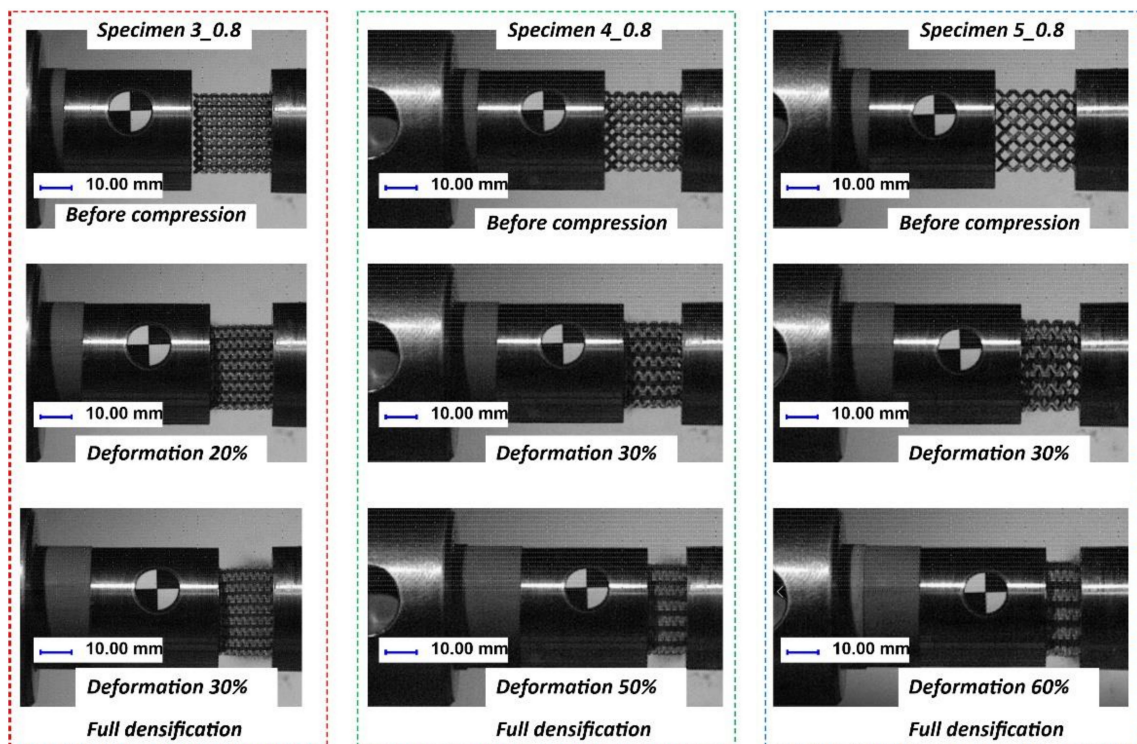 Specimen 3_0.8
10.00 mm
Before compression
10.00 mm
Deformation 20%
10.00 mm
Deformation 30%
Full densification
Specimen 4_0.8
10.00 mm
Before compression
10.00 mm
Deformation 30%
10.00 mm
Deformation 50%
Full densification
Specimen 5_0.8
10.00 mm
Before compression
10.00 mm
Deformation 30%
10.00 mm
Deformation 60%
Full densification